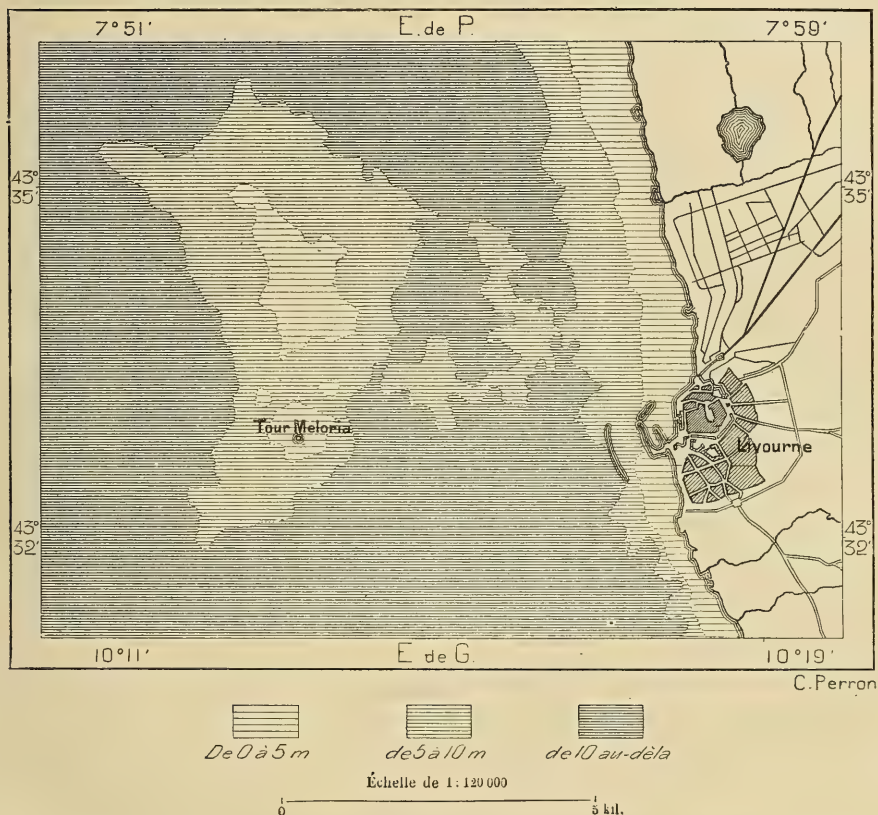 7°51' E. de P. 7°59'
43° 35' 43° 35'
Tour Meloria
Livourne
43° 32' 43° 32'
10°11' E de G. 10°19'
C. Perron
De 0 à 5 m de 5 à 10 m de 10 au-dèla
Échelle de 1 : 120 000
0 5 kil.